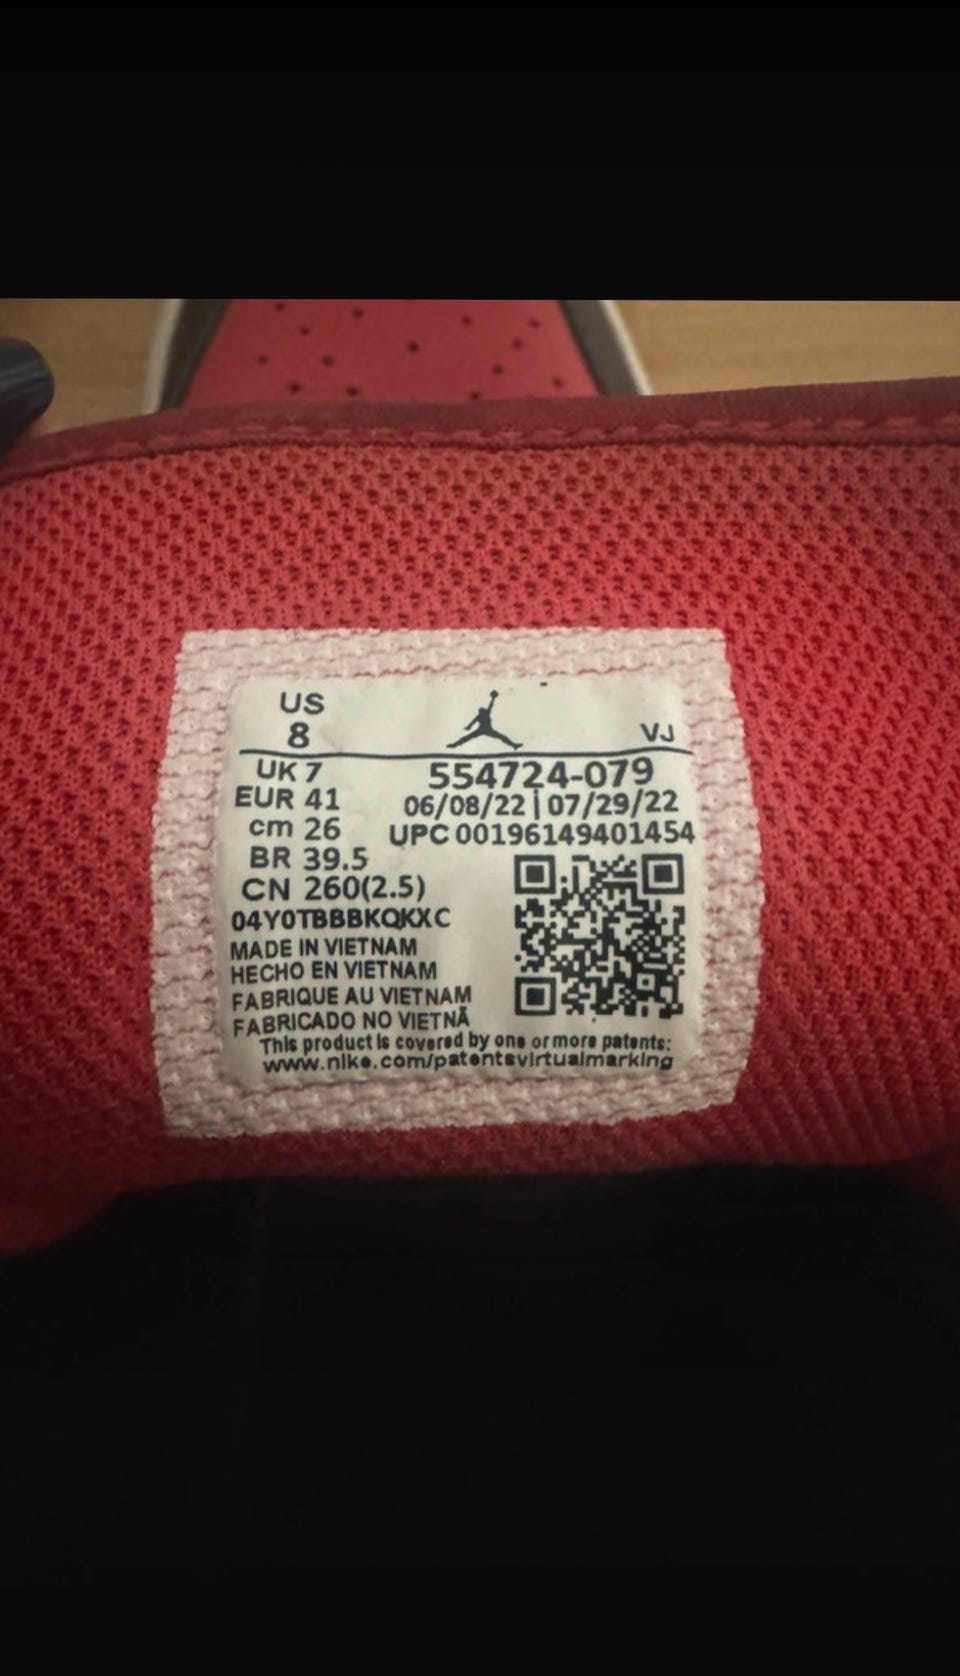 US
8
VJ
UK 7
554724-079
EUR 41
06/08/22 | 07/29/22
cm 26
UPC 00196149401454
BR 39.5
CN 260(2.5)
04Y0TBBBKQKXC
MADE IN VIETNAM
HECHO EN VIETNAM
FABRIQUE AU VIETNAM
FABRICADO NO VIETNÃ
This product is covered by one or more patents:
www.nike.com/patentsvirtualmarking